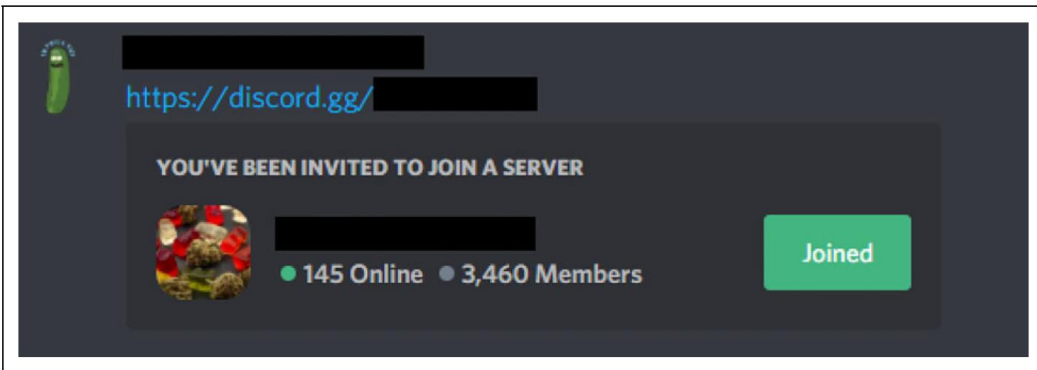 https://discord.gg/
YOU'VE BEEN INVITED TO JOIN A SERVER
145 Online 3,460 Members
Joined